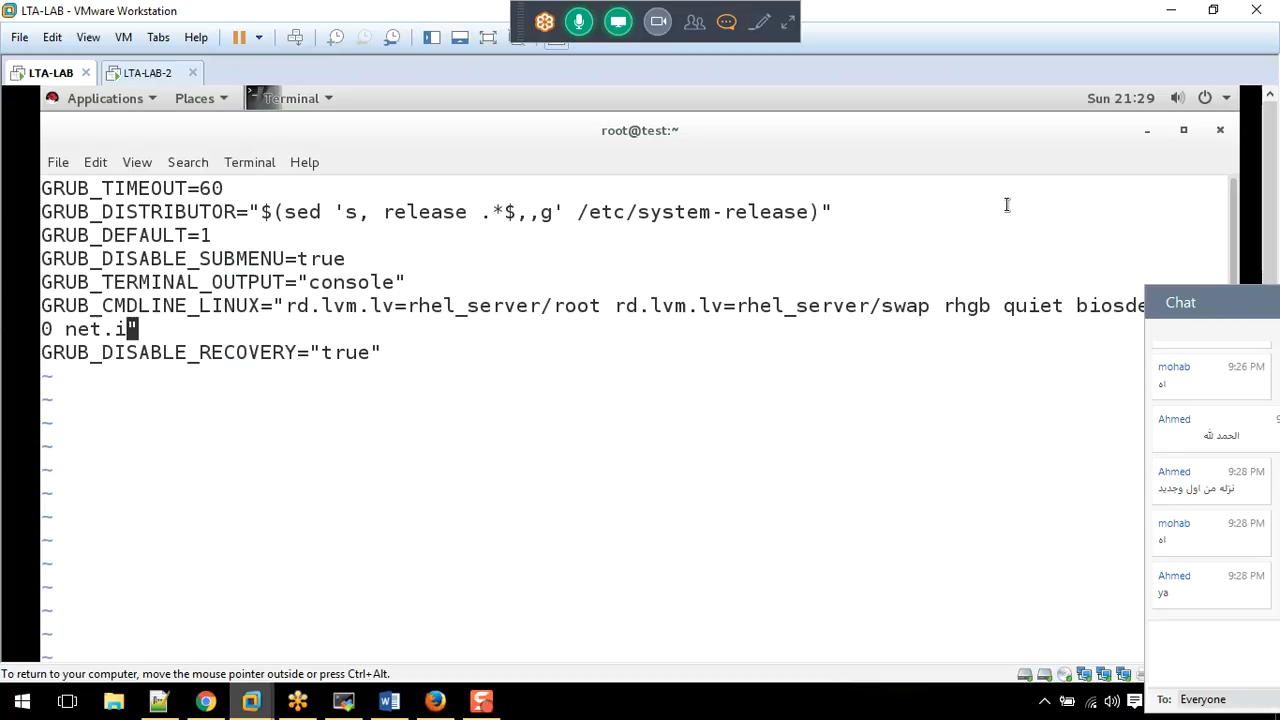 LTA-LAB - VMware Workstation
File Edit View VM Tabs Help
LTA-LAB LTA-LAB-2
Applications Places Terminal Sun 21:29
root@test:~
File Edit View Search Terminal Help
GRUB_TIMEOUT=60
GRUB_DISTRIBUTOR="$(sed 's, release .*$,,g' /etc/system-release)"
GRUB_DEFAULT=1
GRUB_DISABLE_SUBMENU=true
GRUB_TERMINAL_OUTPUT="console"
GRUB_CMDLINE_LINUX="rd.lvm.lv=rhel_server/root rd.lvm.lv=rhel_server/swap rhgb quiet biosde
0 net.i"
GRUB_DISABLE_RECOVERY="true"
~
~
~
~
~
~
~
~
~
~
~
~
~
Chat
mohab 9:26 PM
اه
Ahmed 9
الحمد لله
Ahmed 9:28 PM
نزله من اول وجديد
mohab 9:28 PM
اه
Ahmed 9:28 PM
ya
To: Everyone
To return to your computer, move the mouse pointer outside or press Ctrl+Alt.